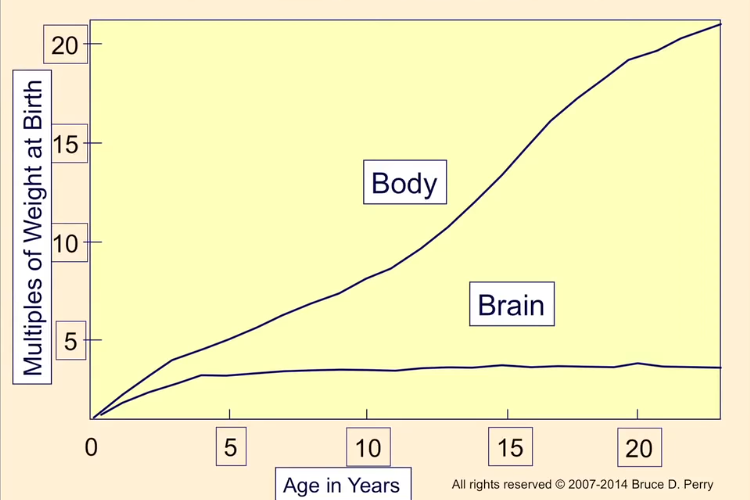 20
15
10
5
Multiples of Weight at Birth
Body
Brain
0
5
10
15
20
Age in Years
All rights reserved © 2007-2014 Bruce D. Perry